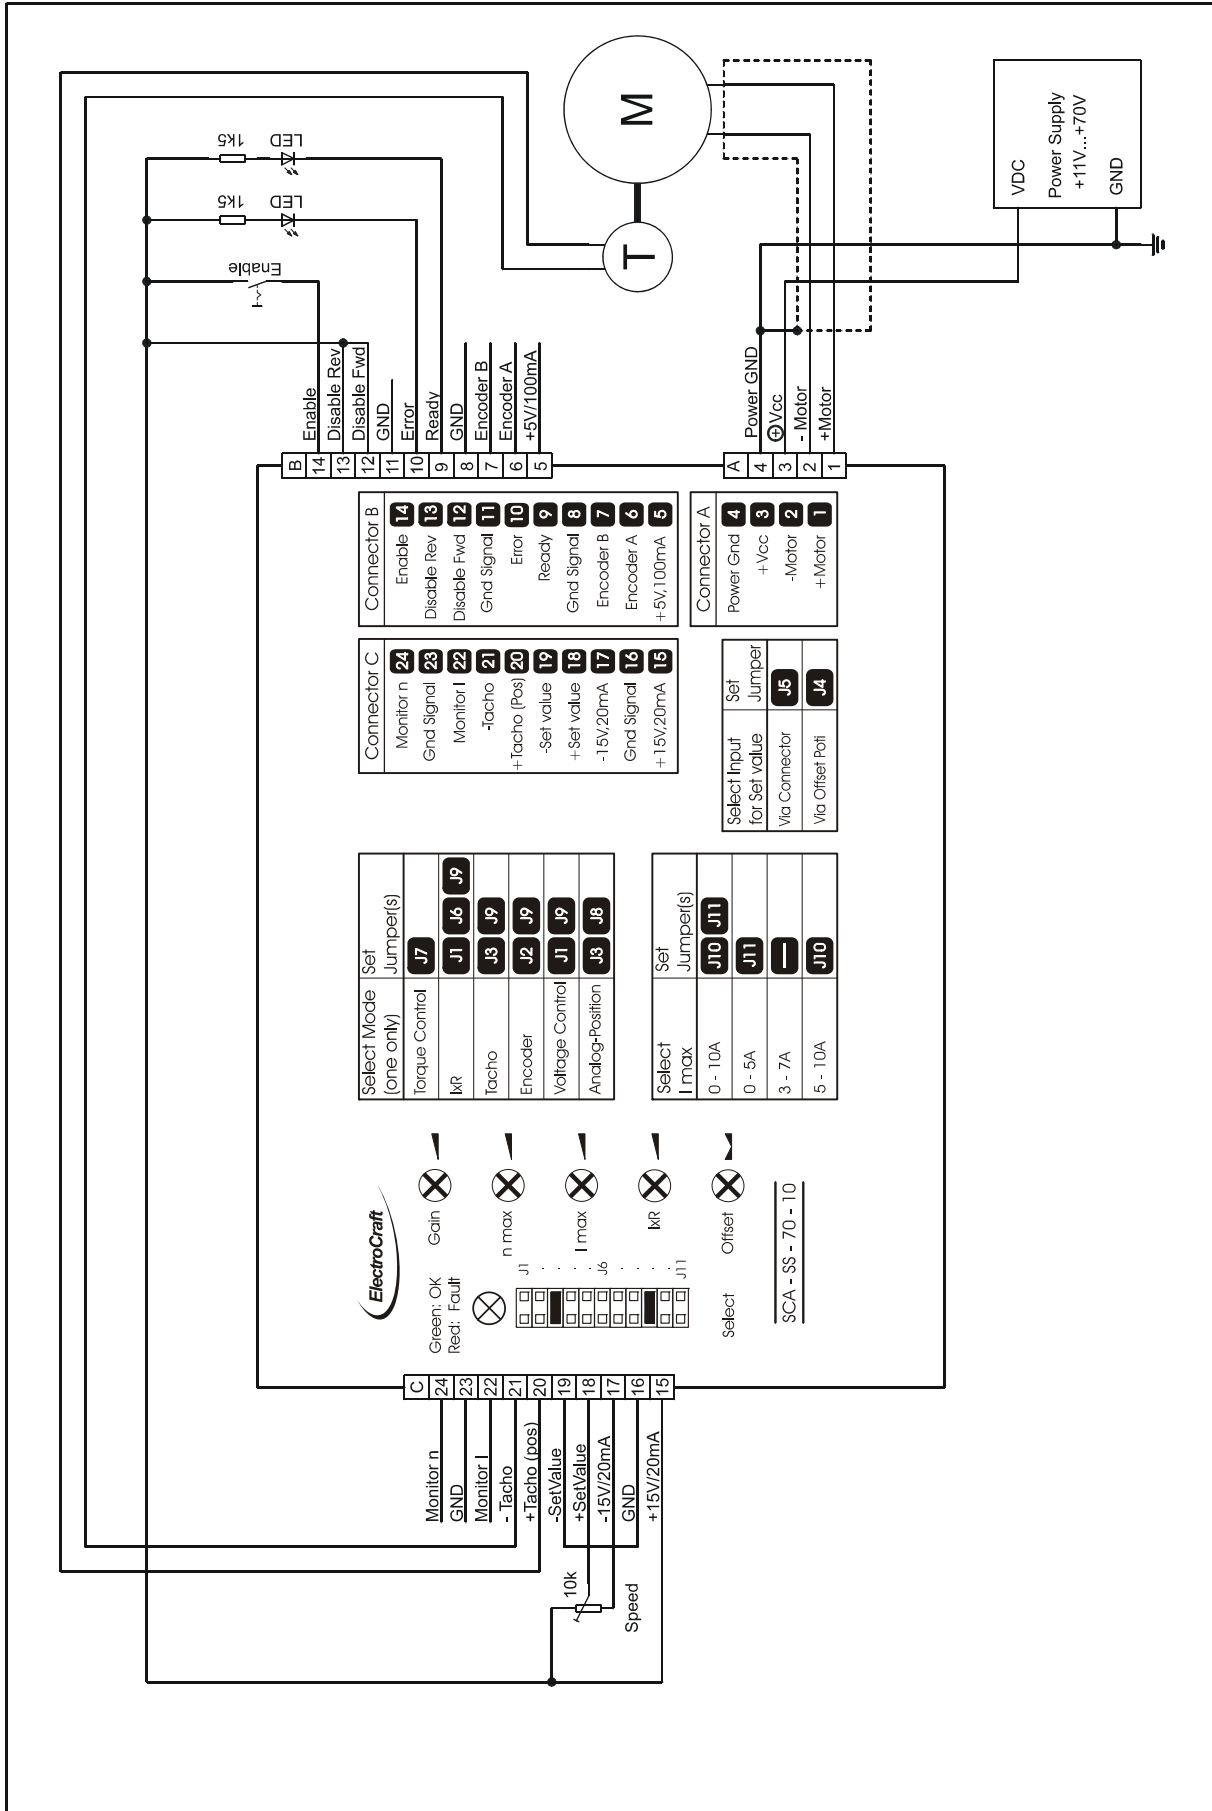 1k5
LED
1k5
LED
Enable
M
T
VDC
Power Supply
+11V...+70V
GND
Enable
Disable Rev
Disable Fwd
GND
Error
Ready
GND
Encoder B
Encoder A
+5V/100mA
Power GND
+Vcc
- Motor
+Motor
B
14
13
12
11
10
9
8
7
6
5
A
4
3
2
1
Connector B
Enable 14
Disable Rev 13
Disable Fwd 12
Gnd Signal 11
Error 10
Ready 9
Gnd Signal 8
Encoder B 7
Encoder A 6
+5V,100mA 5
Connector A
Power Gnd 4
+Vcc 3
-Motor 2
+Motor 1
Connector C
Monitor n 24
Gnd Signal 23
Monitor I 22
-Tacho 21
+Tacho (Pos) 20
-Set value 19
+Set value 18
-15V,20mA 17
Gnd Signal 16
+15V,20mA 15
Select Input
for Set value
Set
Jumper
Via Connector J5
Via Offset Poti J4
Select Mode
(one only)
Set
Jumper(s)
Torque Control J7
IxR J1 J6 J9
Tacho J3 J9
Encoder J2 J9
Voltage Control J1 J9
Analog-Position J3 J8
Select
I max
Set
Jumper(s)
0 - 10A J10 J11
0 - 5A J11
3 - 7A —
5 - 10A J10
ElectroCraft
Green: OK
Red: Fault
Gain
n max
I max
IxR
Offset
J1
J6
J11
Select
SCA - SS - 70 - 10
C
24
23
22
21
20
19
18
17
16
15
Monitor n
GND
Monitor I
- Tacho
+Tacho (pos)
-SetValue
+SetValue
-15V/20mA
GND
+15V/20mA
10k
Speed